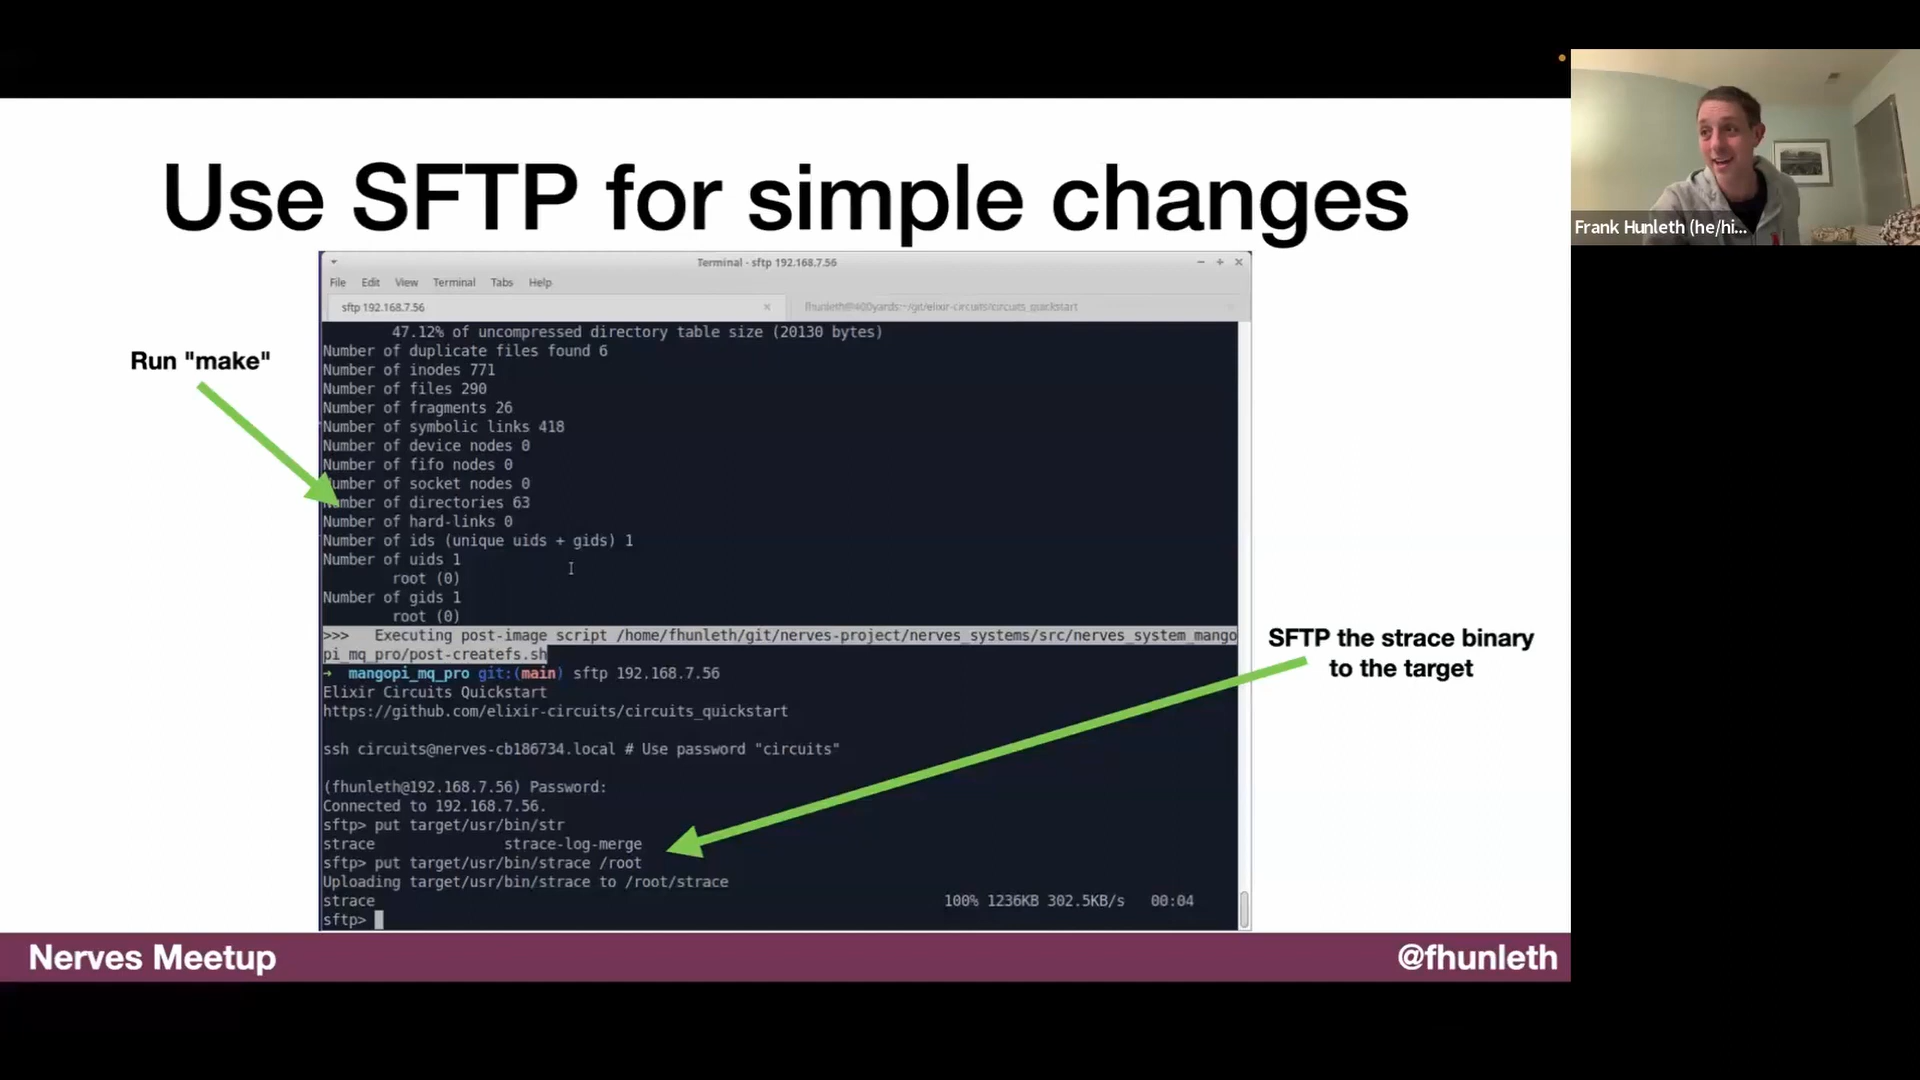 Use SFTP for simple changes
Terminal - sftp 192.168.7.56
File Edit View Terminal Tabs Help
sftp 192.168.7.56
fhunleth@400yards:~/git/elixir-circuits/circuits_quickstart
47.12% of uncompressed directory table size (20130 bytes)
Number of duplicate files found 6
Number of inodes 771
Number of files 290
Number of fragments 26
Number of symbolic links 418
Number of device nodes 0
Number of fifo nodes 0
Number of socket nodes 0
Number of directories 63
Number of hard-links 0
Number of ids (unique uids + gids) 1
Number of uids 1
root (0)
Number of gids 1
root (0)
>>>   Executing post-image script /home/fhunleth/git/nerves-project/nerves_systems/src/nerves_system_mango
pi_mq_pro/post-createfs.sh
→ mangopi_mq_pro git:(main) sftp 192.168.7.56
Elixir Circuits Quickstart
https://github.com/elixir-circuits/circuits_quickstart
ssh circuits@nerves-cb186734.local # Use password "circuits"
(fhunleth@192.168.7.56) Password:
Connected to 192.168.7.56.
sftp> put target/usr/bin/str
strace strace-log-merge
sftp> put target/usr/bin/strace /root
Uploading target/usr/bin/strace to /root/strace
strace 100% 1236KB 302.5KB/s 00:04
sftp>
Run "make"
SFTP the strace binary
to the target
Nerves Meetup
@fhunleth
Frank Hunleth (he/hi...